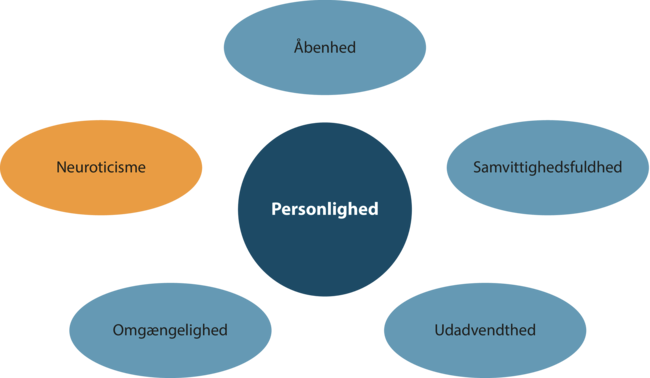 Åbenhed
Neuroticisme
Samvittighedsfuldhed
Personlighed
Omgængelighed
Udadvendthed